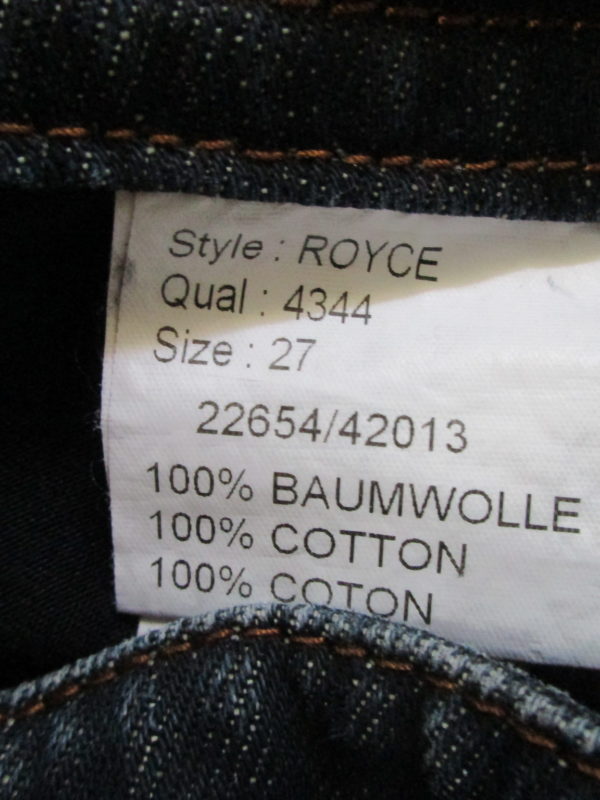 Style : ROYCE
Qual : 4344
Size : 27
22654/42013
100% BAUMWOLLE
100% COTTON
100% COTON